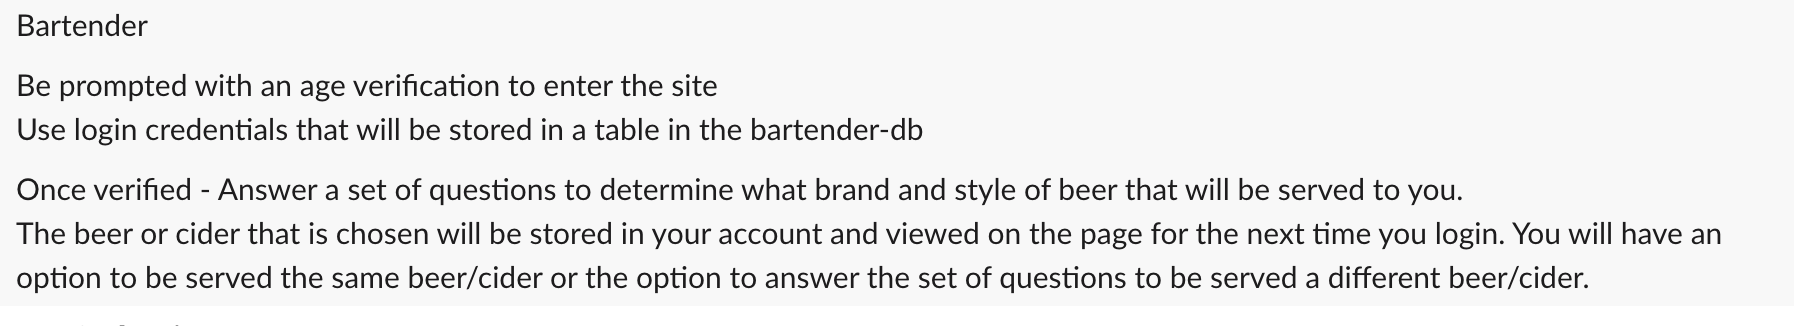 Bartender
Be prompted with an age verification to enter the site
Use login credentials that will be stored in a table in the bartender-db
Once verified - Answer a set of questions to determine what brand and style of beer that will be served to you.
The beer or cider that is chosen will be stored in your account and viewed on the page for the next time you login. You will have an
option to be served the same beer/cider or the option to answer the set of questions to be served a different beer/cider.